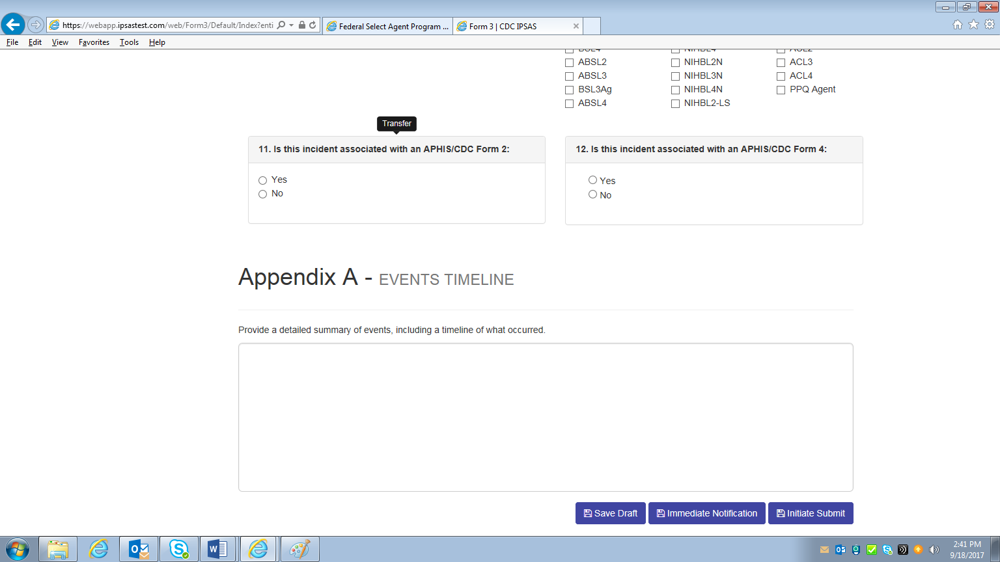 https://webapp.ipsastest.com/web/Form3/Default/Index?enti
Federal Select Agent Program ...
Form 3 | CDC IPSAS
File Edit View Favorites Tools Help
BSL4 NIHBL4 ACL2
ABSL2 NIHBL2N ACL3
ABSL3 NIHBL3N ACL4
BSL3Ag NIHBL4N PPQ Agent
ABSL4 NIHBL2-LS
Transfer
11. Is this incident associated with an APHIS/CDC Form 2:
Yes
No
12. Is this incident associated with an APHIS/CDC Form 4:
Yes
No
Appendix A - EVENTS TIMELINE
Provide a detailed summary of events, including a timeline of what occurred.
Save Draft Immediate Notification Initiate Submit
2:41 PM
9/18/2017